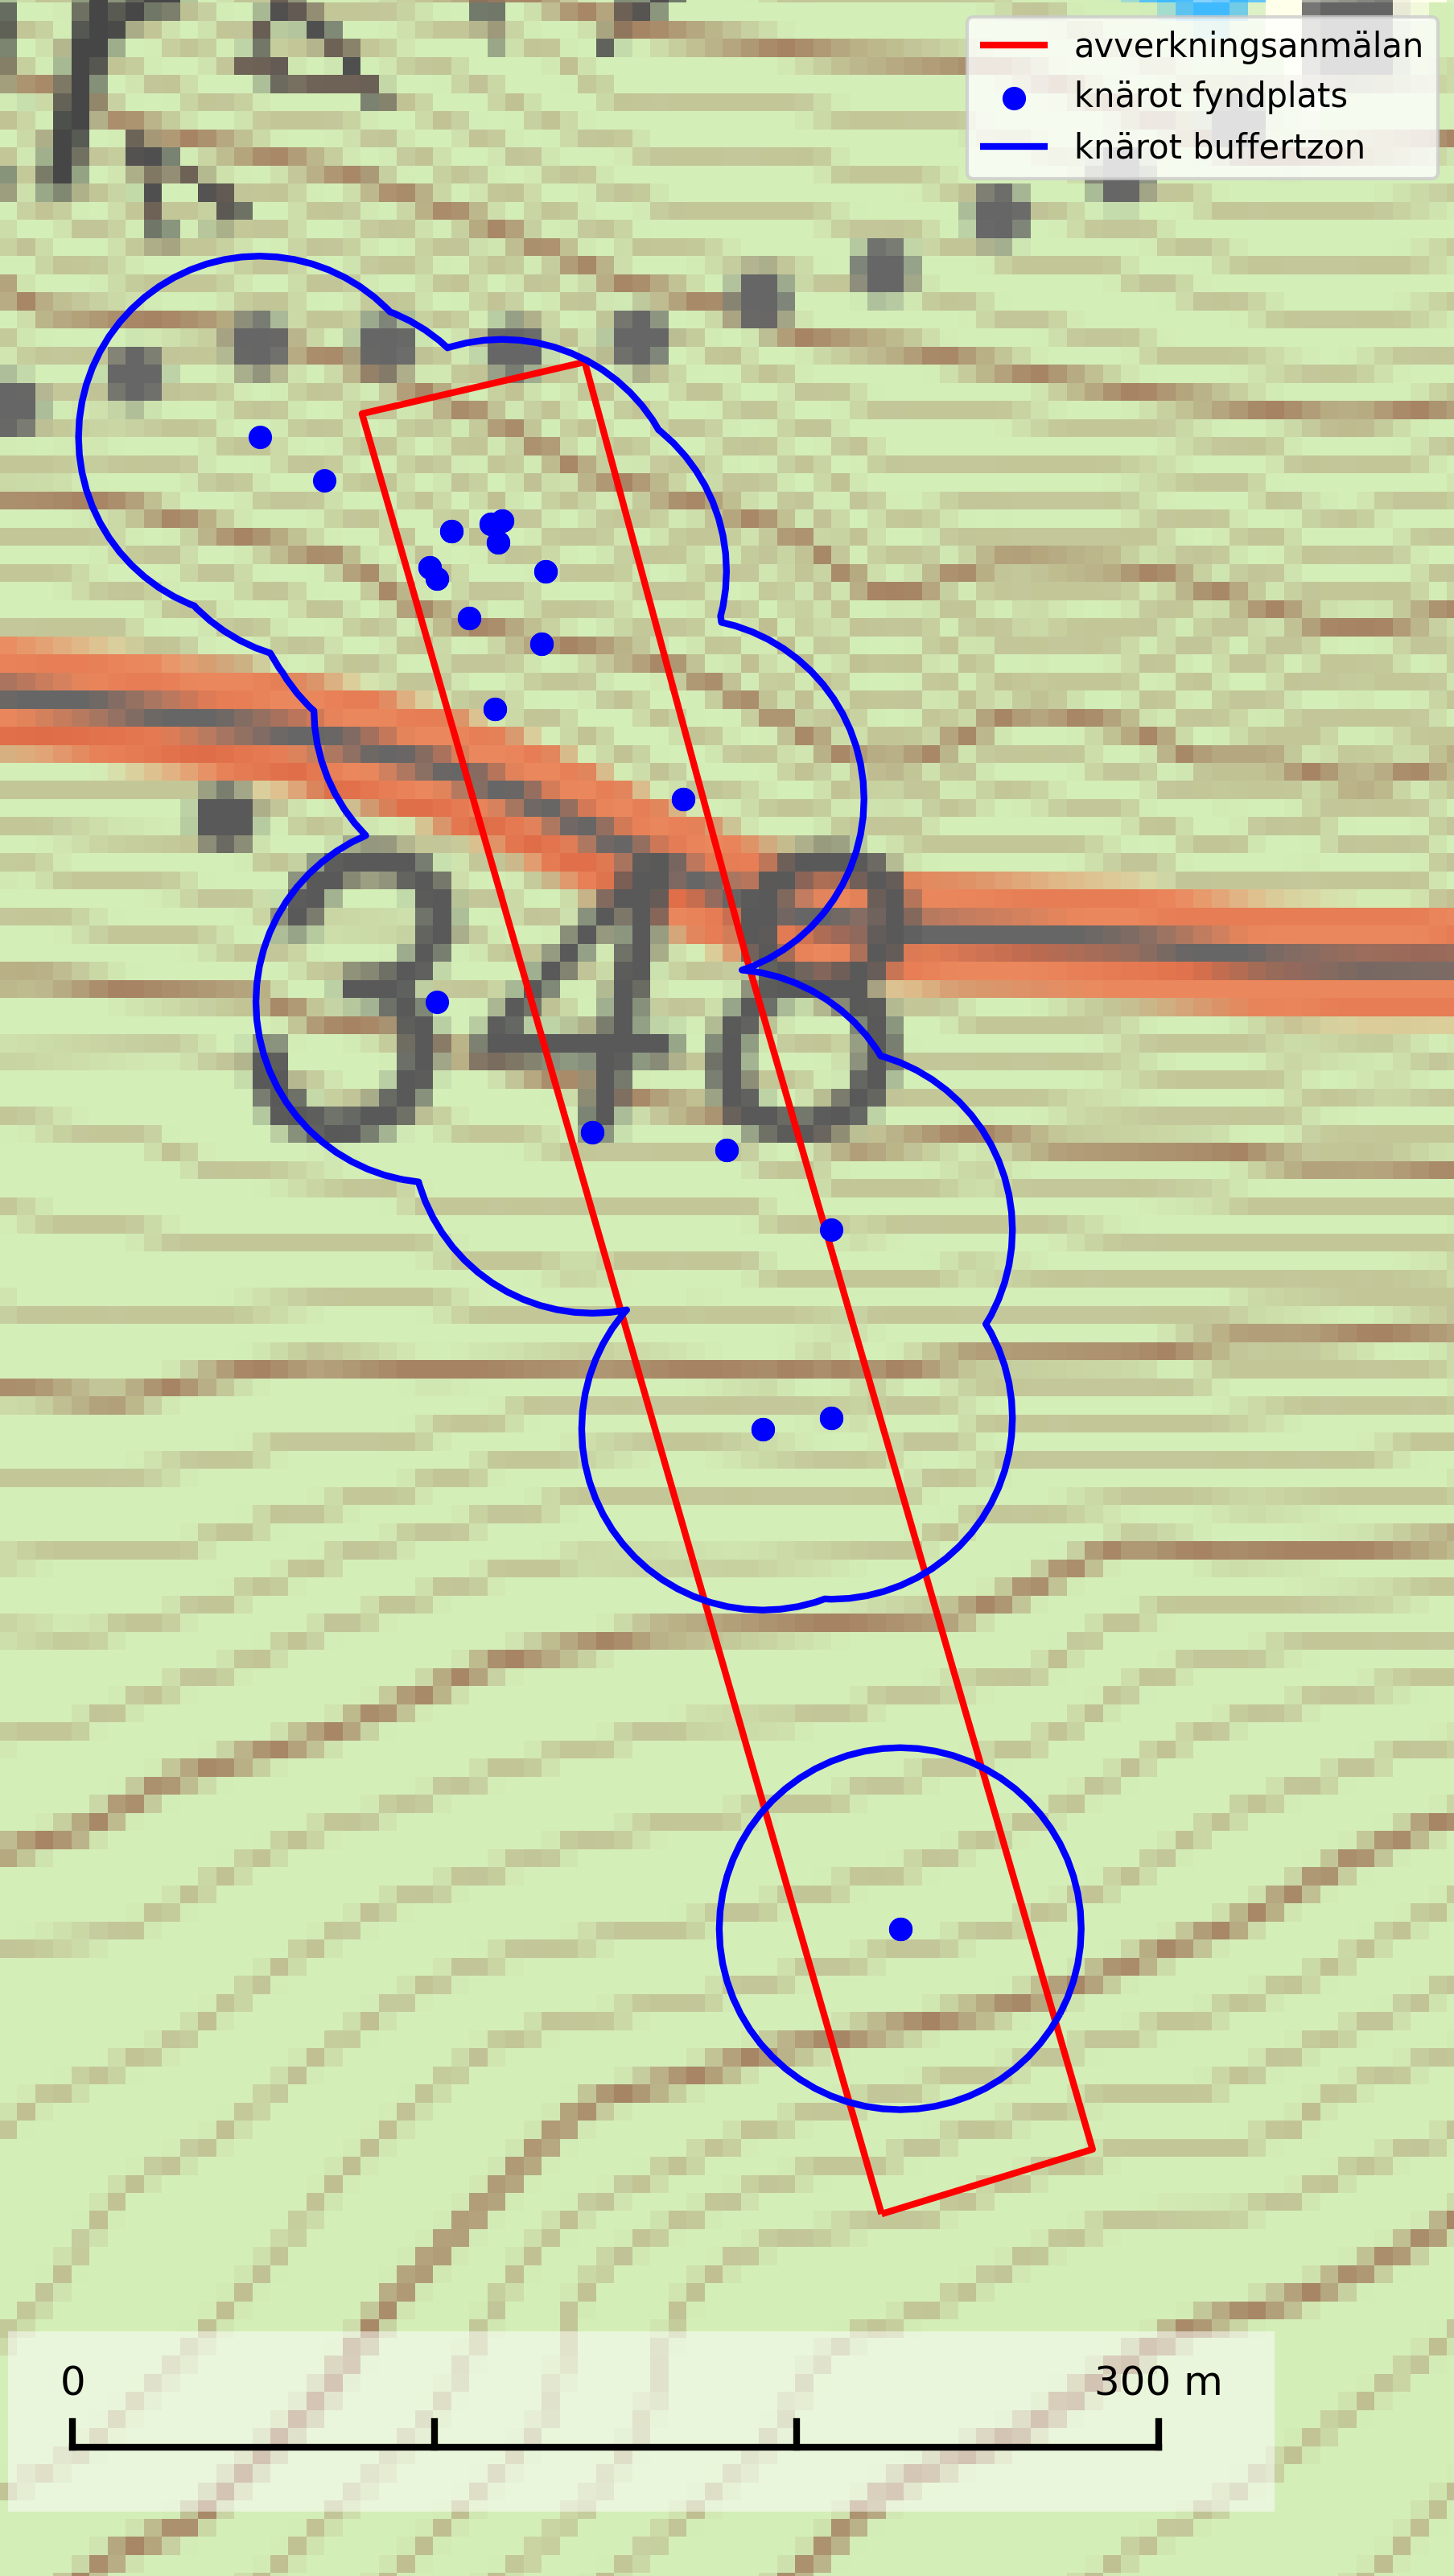 avverkningsanmälan
knärot fyndplats
knärot buffertzon
348
0 300 m